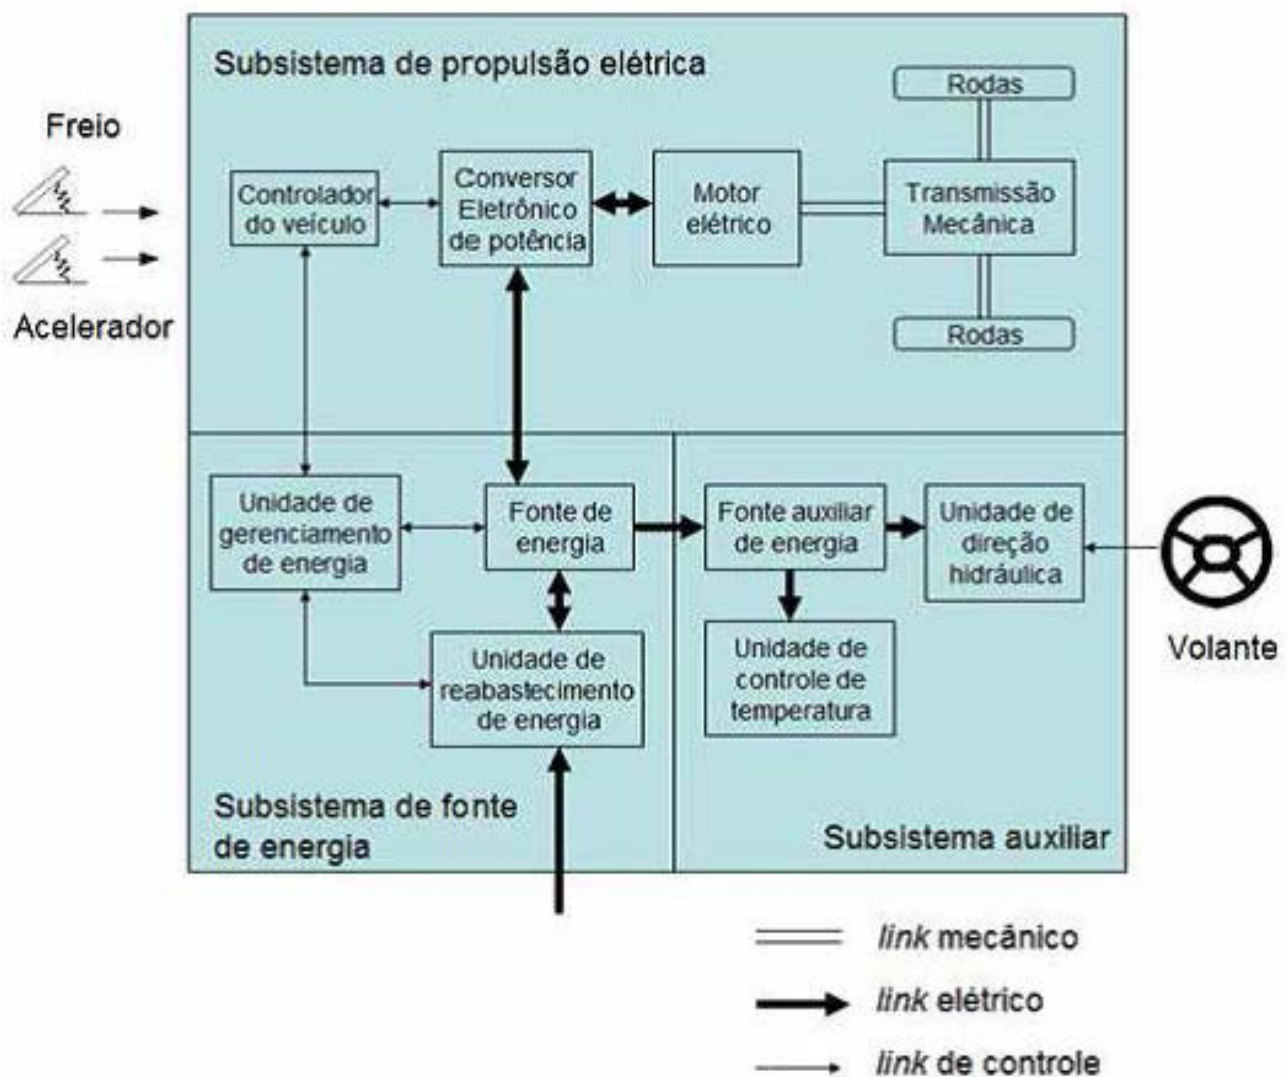 Subsistema de propulsão elétrica
Rodas
Freio
Controlador
do veículo
Conversor
Eletrônico
de potência
Motor
elétrico
Transmissão
Mecânica
Acelerador
Rodas
Unidade de
gerenciamento
de energia
Fonte de
energia
Fonte auxiliar
de energia
Unidade de
direção
hidráulica
Volante
Unidade de
reabastecimento
de energia
Unidade de
controle de
temperatura
Subsistema de fonte
de energia
Subsistema auxiliar
link mecânico
link elétrico
link de controle